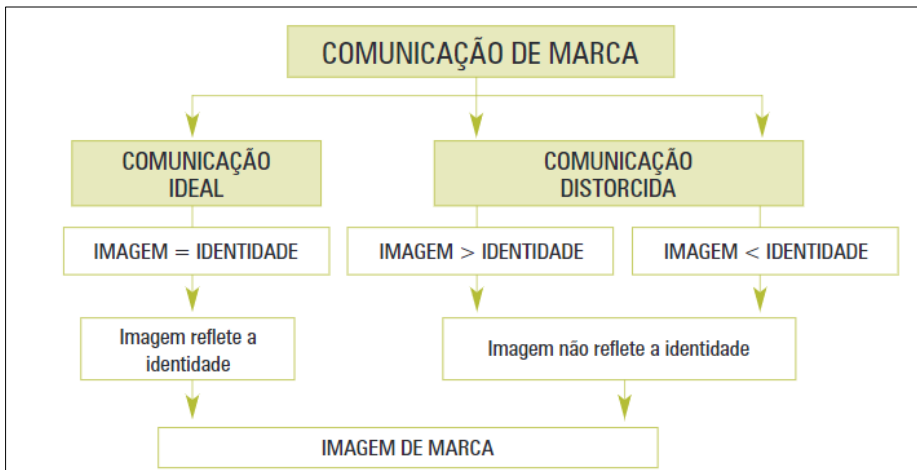 COMUNICAÇÃO DE MARCA
COMUNICAÇÃO
IDEAL
COMUNICAÇÃO
DISTORCIDA
IMAGEM = IDENTIDADE
IMAGEM > IDENTIDADE
IMAGEM < IDENTIDADE
Imagem reflete a
identidade
Imagem não reflete a identidade
IMAGEM DE MARCA